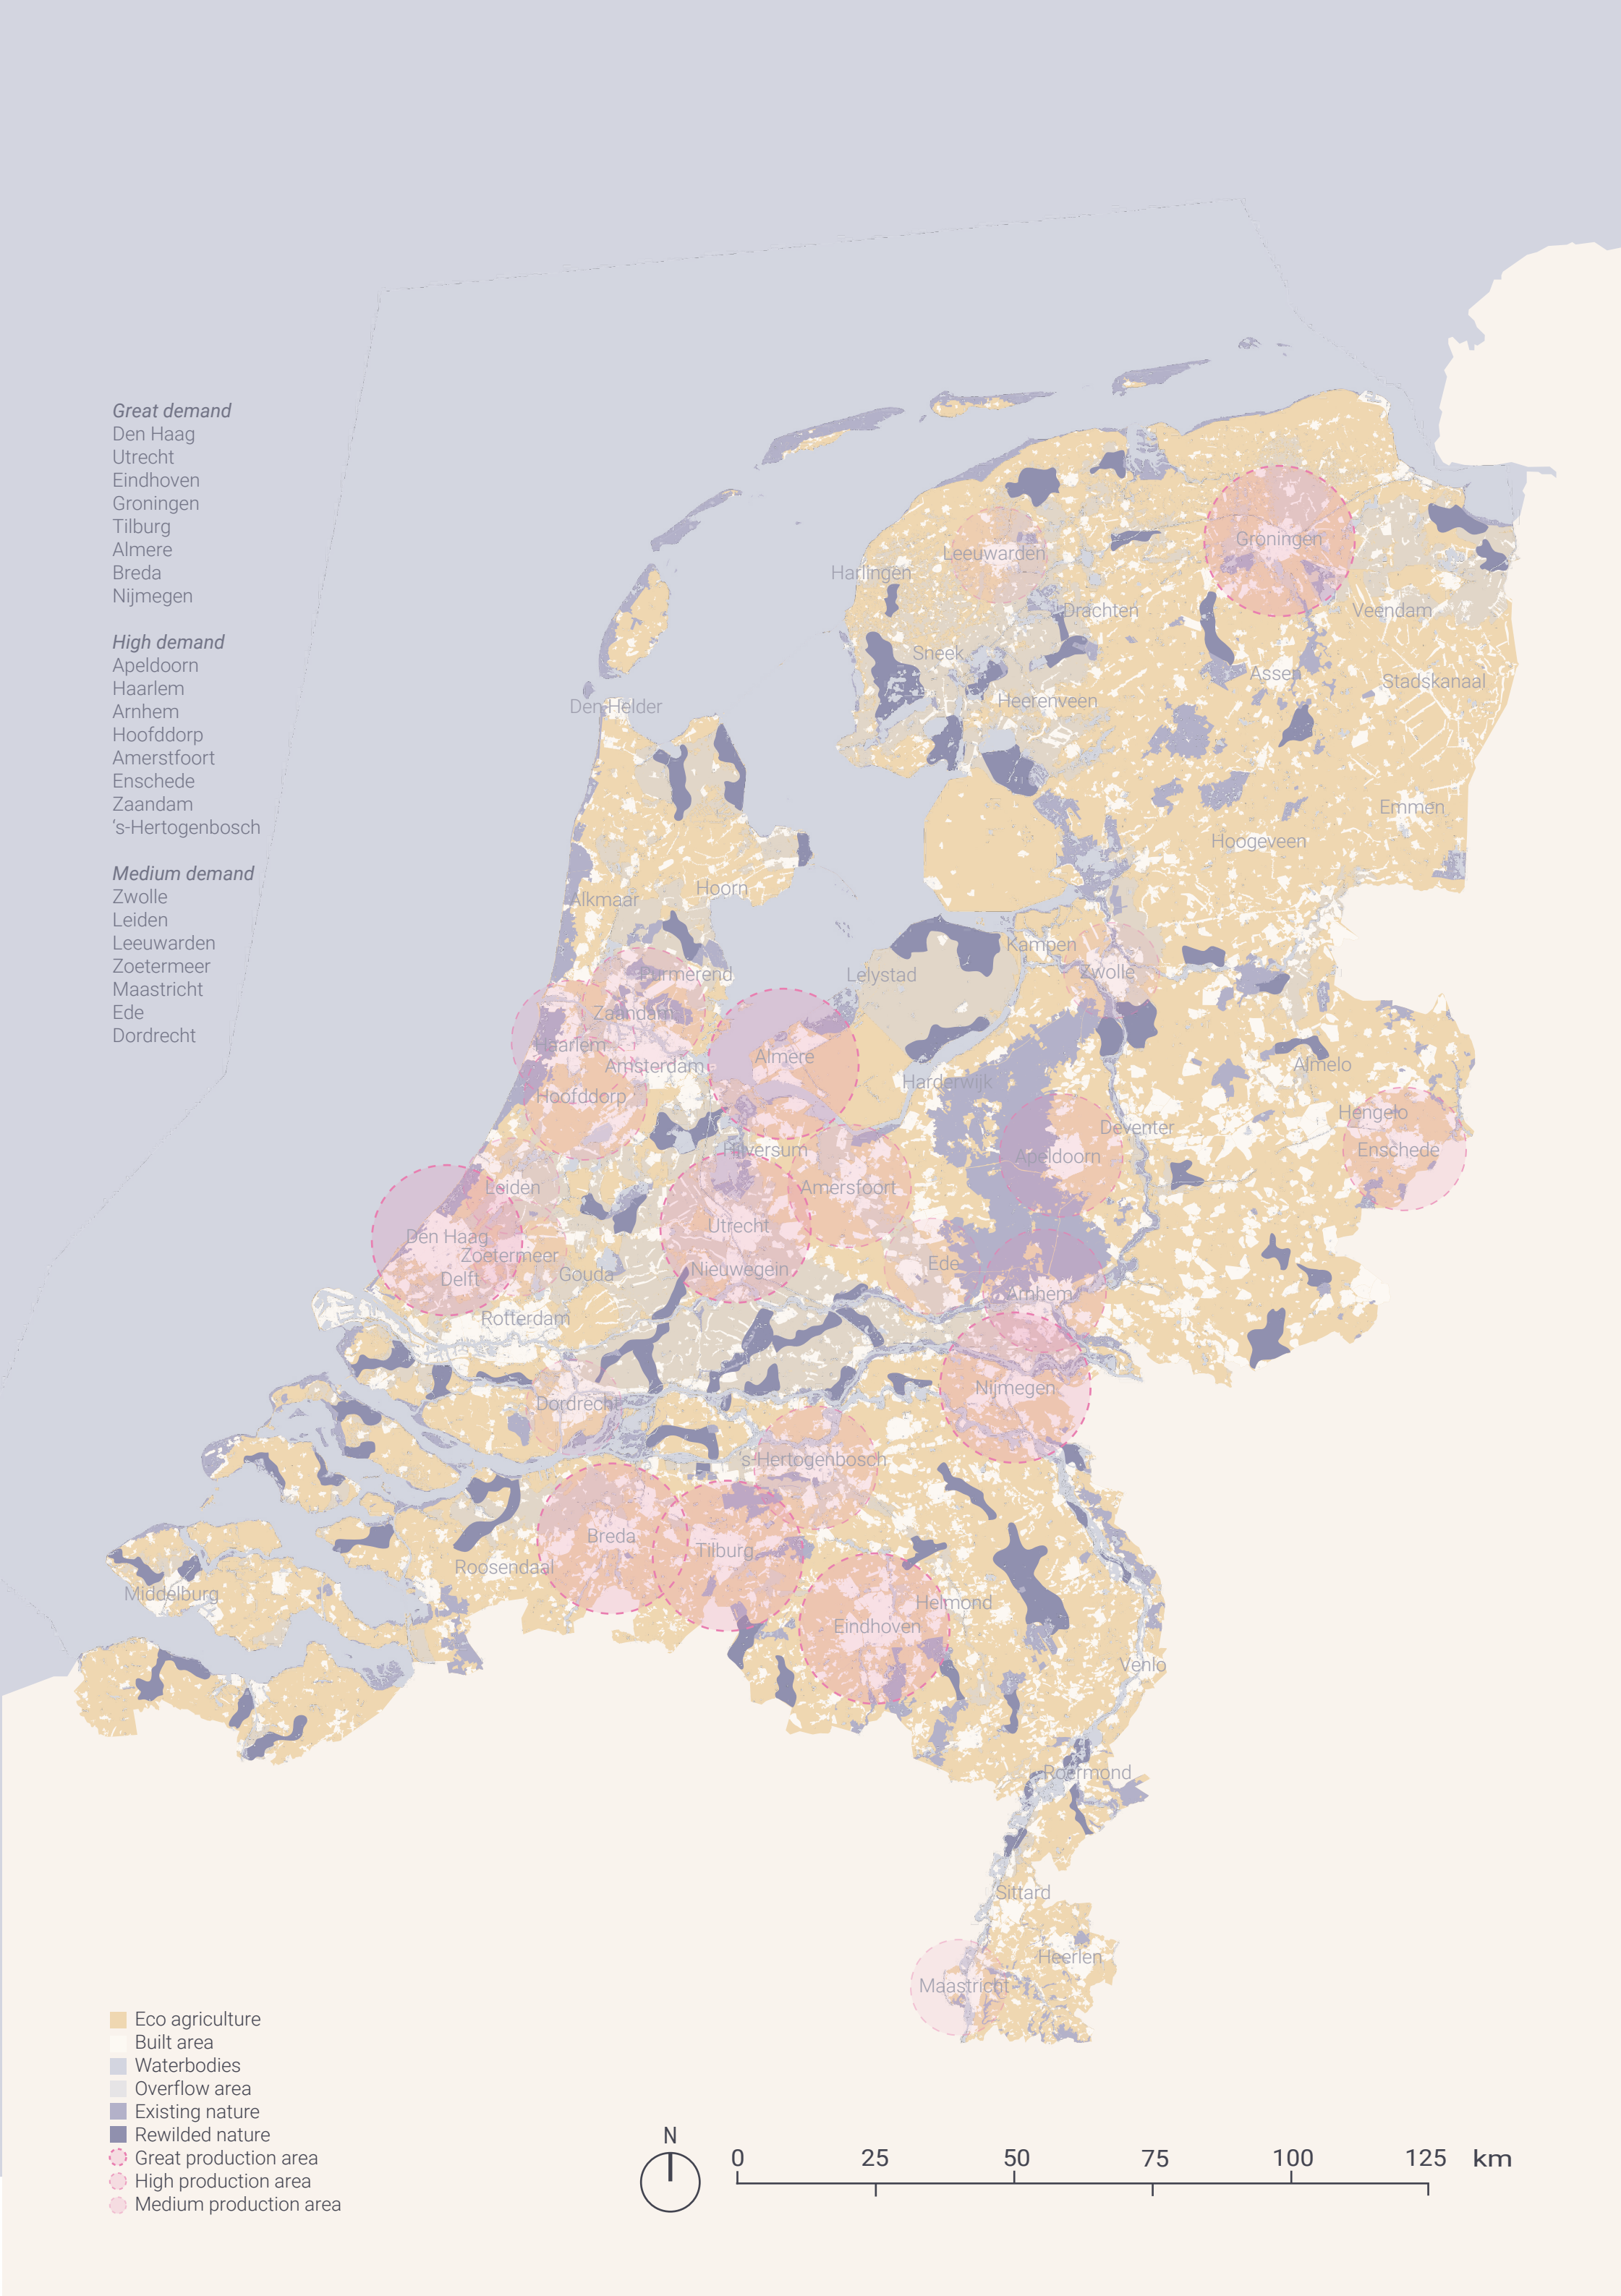 Great demand
Den Haag
Utrecht
Eindhoven
Groningen
Tilburg
Almere
Breda
Nijmegen
High demand
Apeldoorn
Haarlem
Arnhem
Hoofddorp
Amerstfoort
Enschede
Zaandam
's-Hertogenbosch
Medium demand
Zwolle
Leiden
Leeuwarden
Zoetermeer
Maastricht
Ede
Dordrecht
Groningen
Leeuwarden
Harlingen
Drachten
Veendam
Sneek
Assen
Stadskanaal
Heerenveen
Den Helder
Emmen
Hoogeveen
Hoorn
Alkmaar
Kampen
Zwolle
Purmerend
Lelystad
Zaandam
Haarlem
Almere
Amsterdam
Almelo
Harderwijk
Hoofddorp
Hengelo
Deventer
Hilversum
Enschede
Apeldoorn
Leiden
Amersfoort
Utrecht
Den Haag
Zoetermeer
Ede
Nieuwegein
Gouda
Delft
Arnhem
Rotterdam
Nijmegen
Dordrecht
s-Hertogenbosch
Breda
Tilburg
Roosendaal
Middelburg
Helmond
Eindhoven
Venlo
Roermond
Sittard
Heerlen
Maastricht
Eco agriculture
Built area
Waterbodies
Overflow area
Existing nature
Rewilded nature
Great production area
High production area
Medium production area
N
0 25 50 75 100 125 km